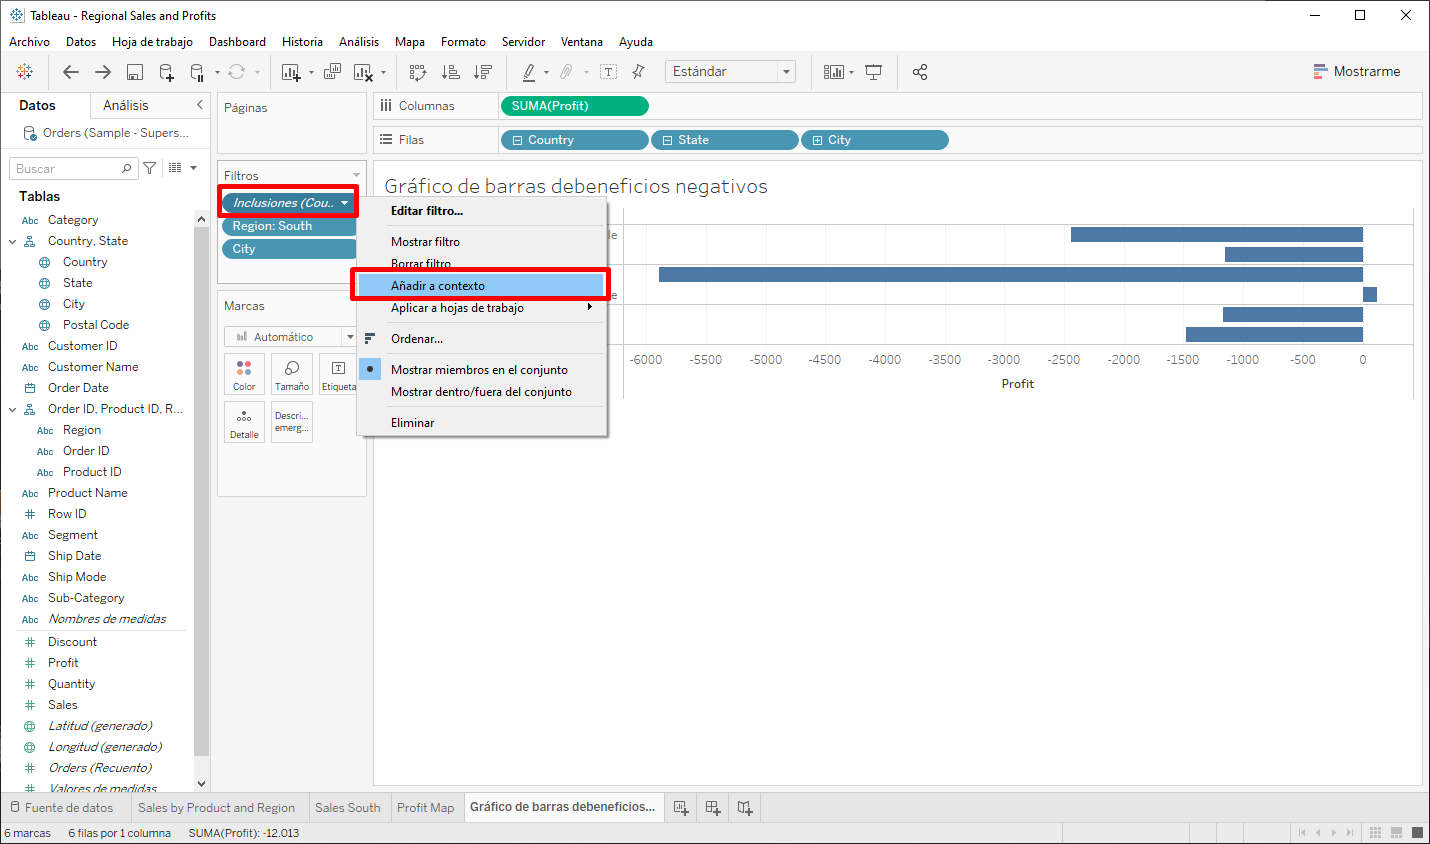 Tableau - Regional Sales and Profits
Archivo Datos Hoja de trabajo Dashboard Historia Análisis Mapa Formato Servidor Ventana Ayuda
Estándar
Mostrarme
Datos Análisis
Orders (Sample - Supers...
Buscar
Tablas
Abc Category
Country, State
Country
State
City
Postal Code
Abc Customer ID
Abc Customer Name
Order Date
Order ID, Product ID, R...
Abc Region
Abc Order ID
Abc Product ID
Abc Product Name
# Row ID
Abc Segment
Ship Date
Abc Ship Mode
Abc Sub-Category
Abc Nombres de medidas
# Discount
# Profit
# Quantity
# Sales
Latitud (generado)
Longitud (generado)
# Orders (Recuento)
# Valores de medidas
Páginas
Filtros
Inclusiones (Cou..
Region: South
City
Marcas
Automático
Color Tamaño Etiqueta
Detalle
Descri...
emerg...
Columnas SUMA(Profit)
Filas Country State City
Gráfico de barras debeneficios negativos
Editar filtro...
Mostrar filtro
Borrar filtro
Añadir a contexto
Aplicar a hojas de trabajo
Ordenar...
Mostrar miembros en el conjunto
Mostrar dentro/fuera del conjunto
Eliminar
-6000 -5500 -5000 -4500 -4000 -3500 -3000 -2500 -2000 -1500 -1000 -500 0
Profit
Fuente de datos Sales by Product and Region Sales South Profit Map Gráfico de barras debeneficios...
6 marcas 6 filas por 1 columna SUMA(Profit): -12.013